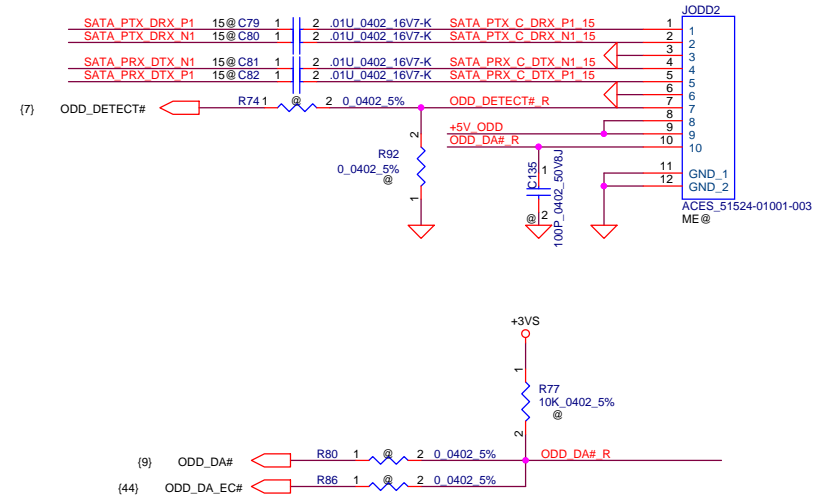 JODD2
SATA_PTX_DRX_P1 15@ C79 1 2 .01U_0402_16V7-K SATA_PTX_C_DRX_P1_15 1 1
SATA_PTX_DRX_N1 15@ C80 1 2 .01U_0402_16V7-K SATA_PTX_C_DRX_N1_15 2 2
3 3
SATA_PRX_DTX_N1 15@ C81 1 2 .01U_0402_16V7-K SATA_PRX_C_DTX_N1_15 4 4
SATA_PRX_DTX_P1 15@ C82 1 2 .01U_0402_16V7-K SATA_PRX_C_DTX_P1_15 5 5
6 6
{7} ODD_DETECT# R74 1 @ 2 0_0402_5% ODD_DETECT#_R 7 7
8 8
+5V_ODD 9 9
ODD_DA#_R 10 10
2
R92
0_0402_5%
@
1
C135
1
100P_0402_50V8J
@ 2
11 GND_1
12 GND_2
ACES_51524-01001-003
ME@
+3VS
1
R77
10K_0402_5%
@
2
{9} ODD_DA# R80 1 @ 2 0_0402_5% ODD_DA#_R
{44} ODD_DA_EC# R86 1 @ 2 0_0402_5%